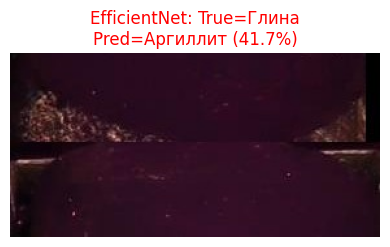 EfficientNet: True=Глина
Pred=Аргиллит (41.7%)